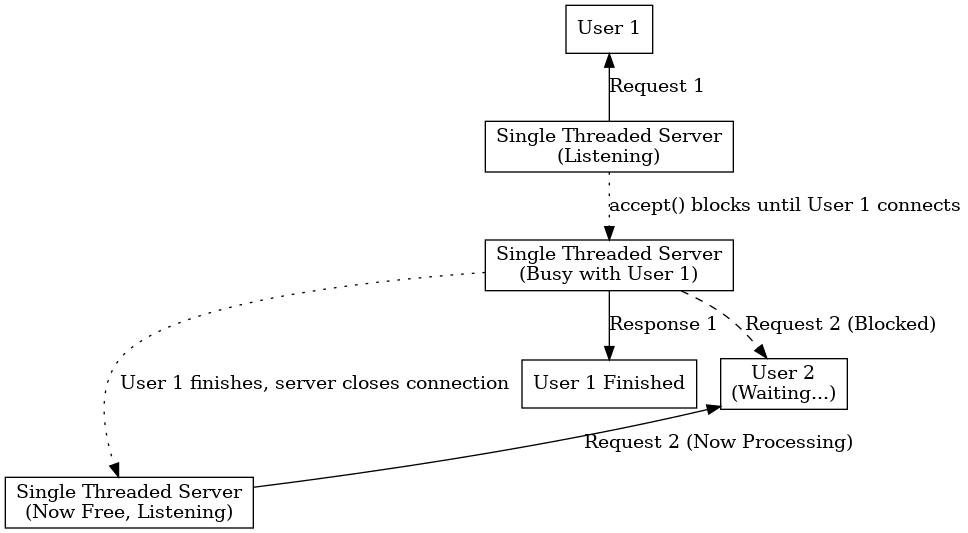 User 1
Request 1
Single Threaded Server
(Listening)
accept() blocks until User 1 connects
Single Threaded Server
(Busy with User 1)
Response 1
Request 2 (Blocked)
User 1 finishes, server closes connection
User 1 Finished
User 2
(Waiting...)
Request 2 (Now Processing)
Single Threaded Server
(Now Free, Listening)